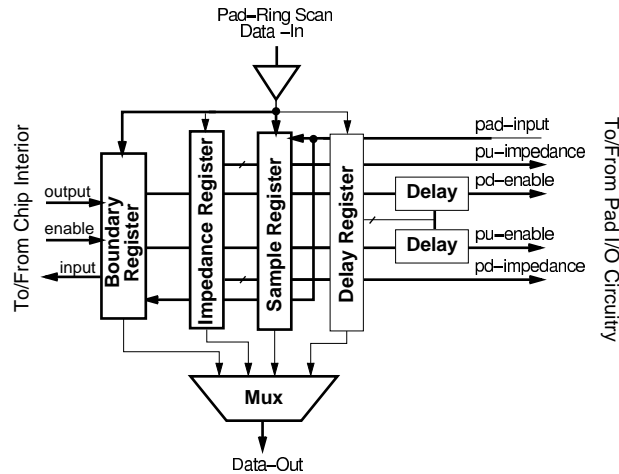 Pad-Ring Scan
Data -In
To/From Chip Interior
output
enable
input
Boundary
Register
Impedance Register
Sample Register
Delay Register
Delay
Delay
pad-input
pu-impedance
pd-enable
pu-enable
pd-impedance
To/From Pad I/O Circuitry
Mux
Data-Out